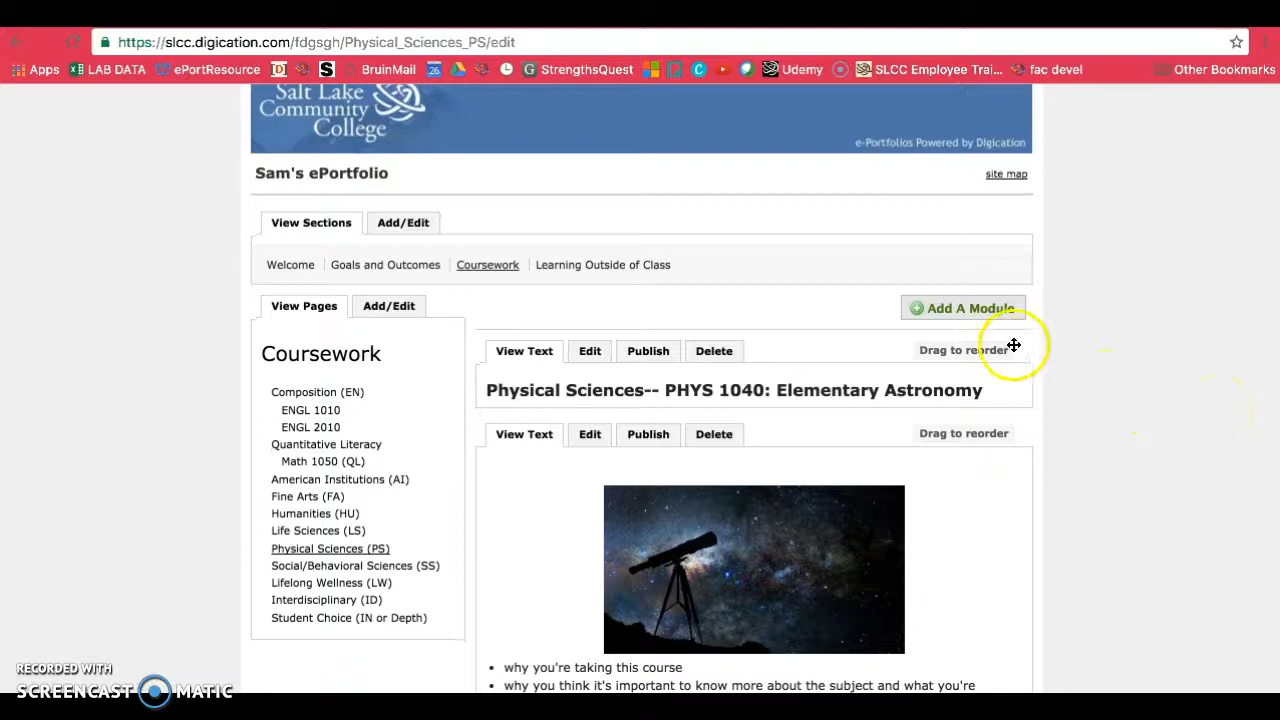 https://slcc.digication.com/fdgsgh/Physical_Sciences_PS/edit
Apps LAB DATA ePortResource BruinMail 26 StrengthsQuest Udemy SLCC Employee Trai... fac devel Other Bookmarks
Salt Lake
Community
College
e-Portfolios Powered by Digication
Sam's ePortfolio site map
View Sections Add/Edit
Welcome Goals and Outcomes Coursework Learning Outside of Class
View Pages Add/Edit
Add A Module
Coursework
Composition (EN)
ENGL 1010
ENGL 2010
Quantitative Literacy
Math 1050 (QL)
American Institutions (AI)
Fine Arts (FA)
Humanities (HU)
Life Sciences (LS)
Physical Sciences (PS)
Social/Behavioral Sciences (SS)
Lifelong Wellness (LW)
Interdisciplinary (ID)
Student Choice (IN or Depth)
View Text Edit Publish Delete Drag to reorder
Physical Sciences-- PHYS 1040: Elementary Astronomy
View Text Edit Publish Delete Drag to reorder
• why you're taking this course
• why you think it's important to know more about the subject and what you're
RECORDED WITH
SCREENCAST MATIC